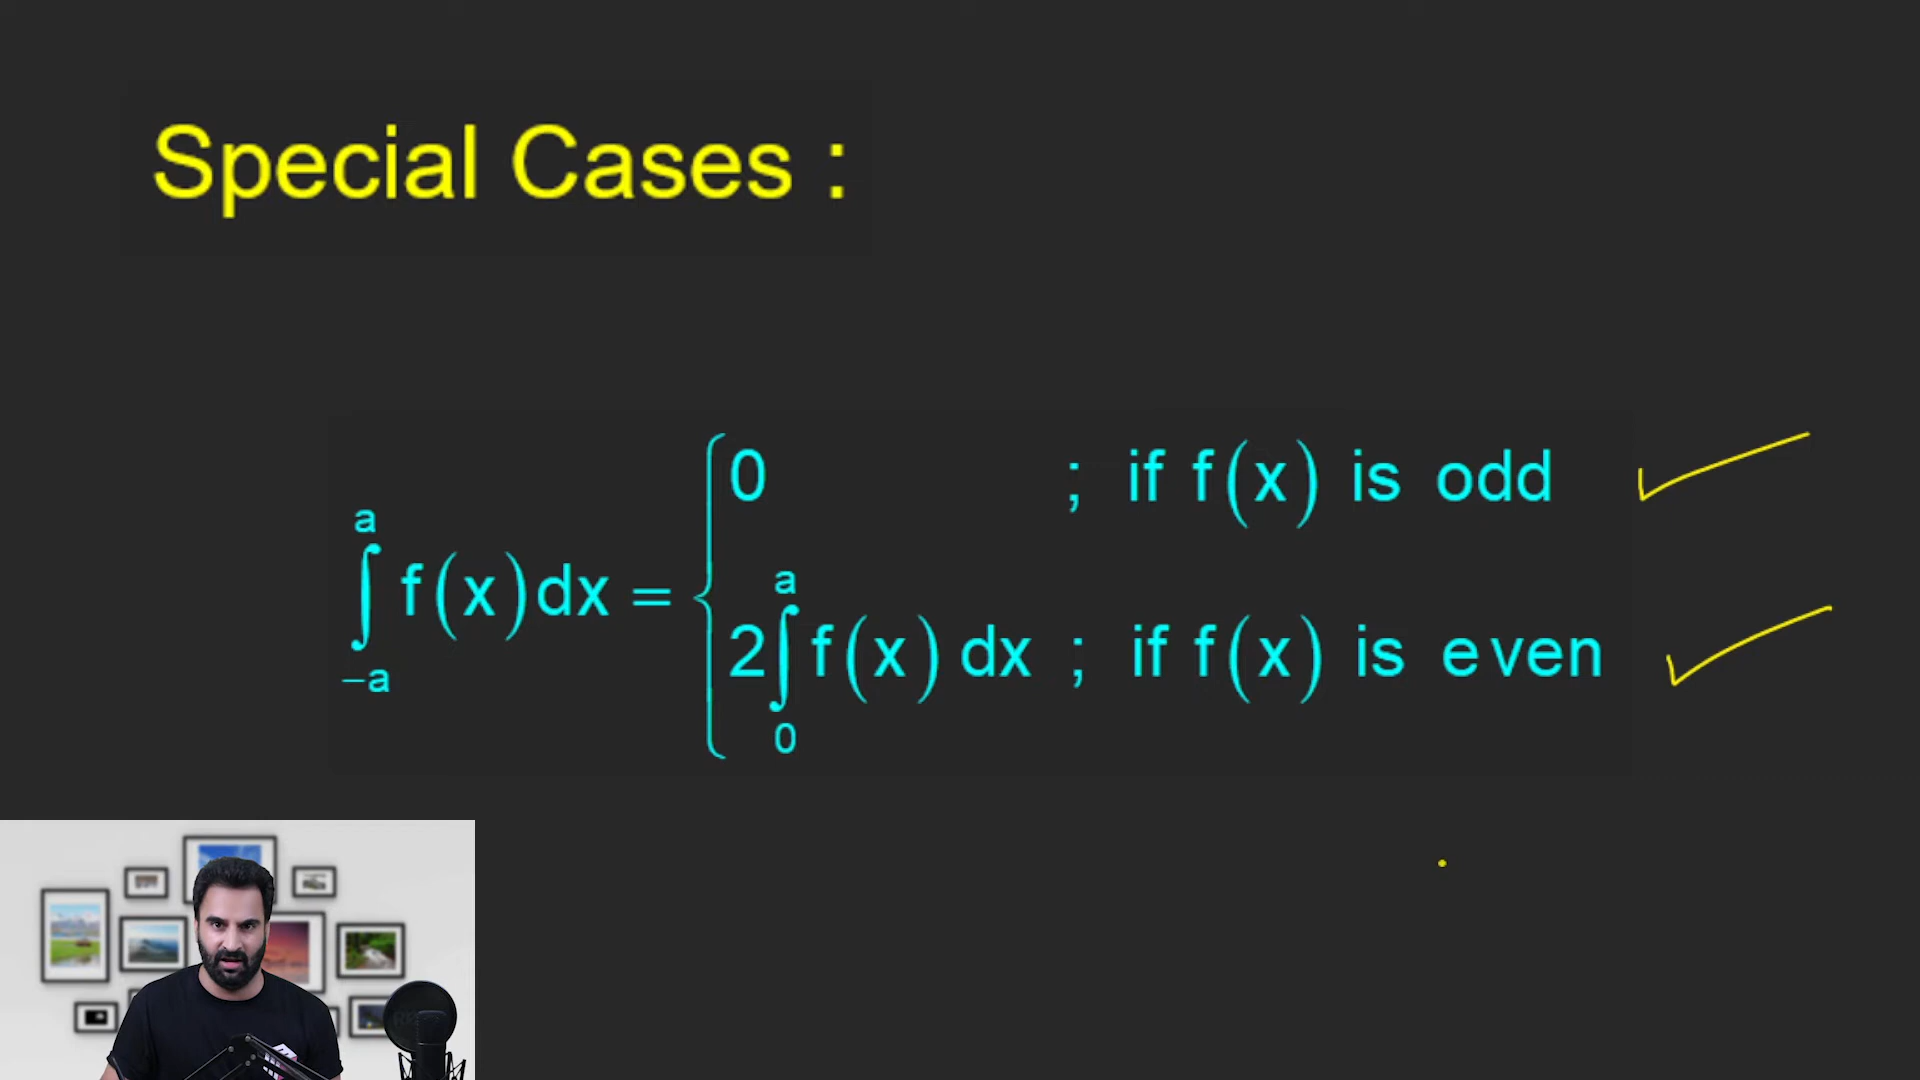 Special Cases :
∫_{-a}^{a} f(x) dx = { 0 ; if f(x) is odd
2∫_{0}^{a} f(x) dx ; if f(x) is even